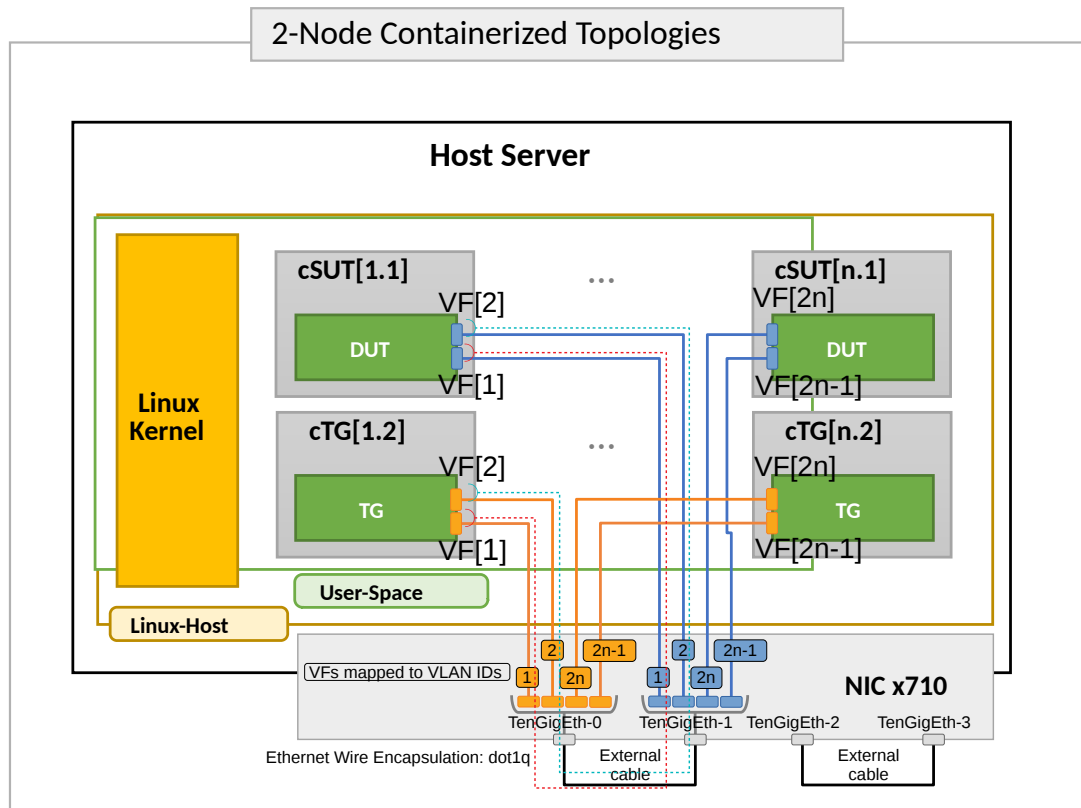 2-Node Containerized Topologies
Host Server
cSUT[1.1]
...
cSUT[n.1]
VF[2]
VF[2n]
DUT
DUT
VF[1]
VF[2n-1]
Linux
Kernel
cTG[1.2]
...
cTG[n.2]
VF[2]
VF[2n]
TG
TG
VF[1]
VF[2n-1]
User-Space
Linux-Host
2
2n-1
2
2n-1
VFs mapped to VLAN IDs
1
2n
1
2n
NIC x710
TenGigEth-0
TenGigEth-1
TenGigEth-2
TenGigEth-3
Ethernet Wire Encapsulation: dot1q
External
cable
External
cable